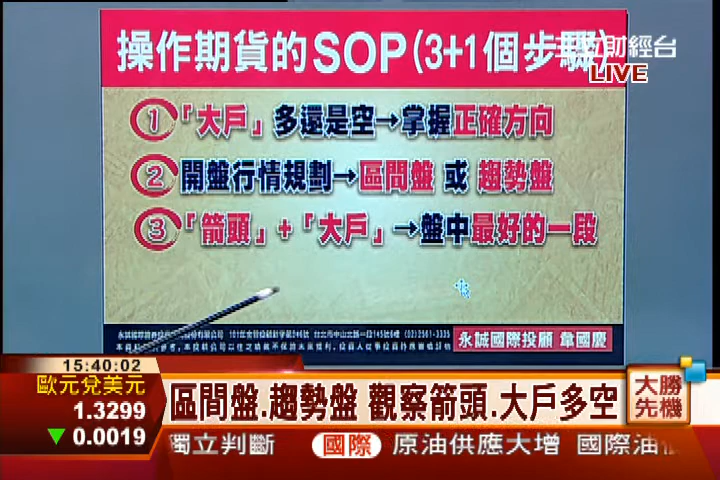 操作期貨的SOP(3+1個步驟)
財經台
LIVE
①「大戶」多還是空→掌握正確方向
②開盤行情規劃→區間盤 或 趨勢盤
③「箭頭」+「大戶」→盤中最好的一段
永誠國際投顧 韋國慶
15:40:02
歐元兌美元
1.3299
▼0.0019
區間盤.趨勢盤 觀察箭頭.大戶多空
大勝先機
獨立判斷 國際 原油供應大增 國際油